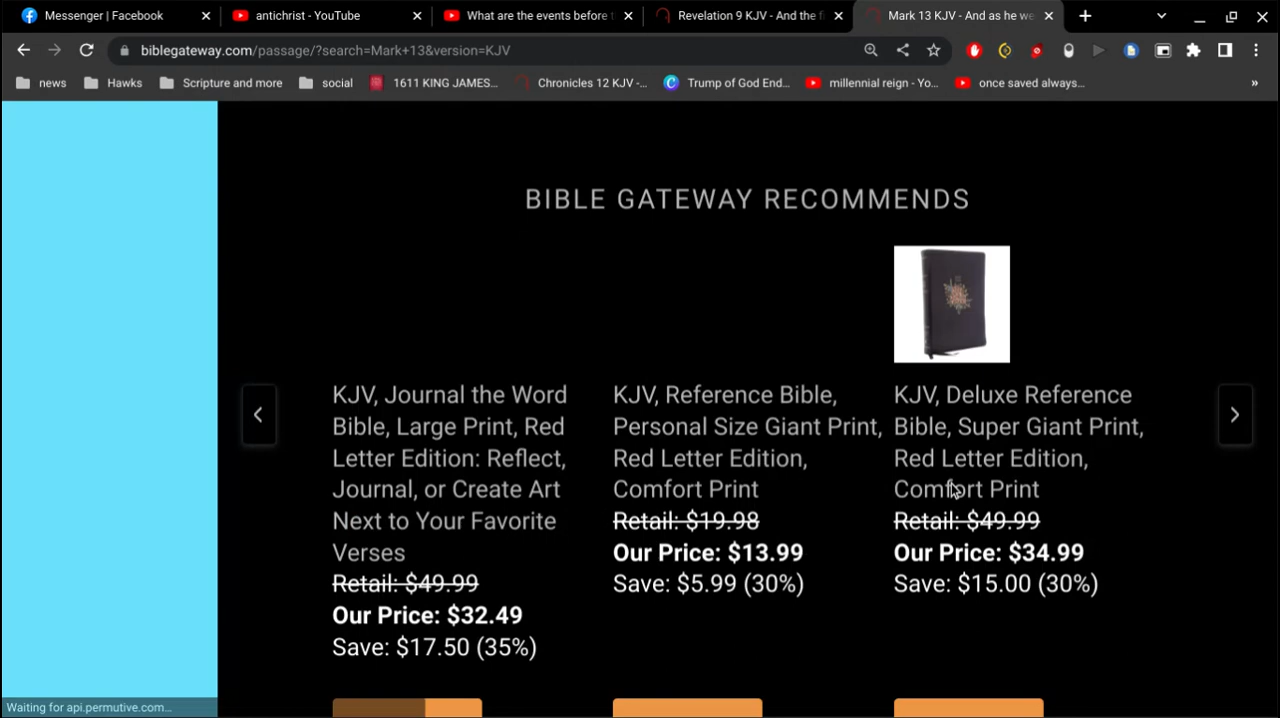 Messenger | Facebook
antichrist - YouTube
What are the events before
Revelation 9 KJV - And the f
Mark 13 KJV - And as he we
biblegateway.com/passage/?search=Mark+13&version=KJV
news
Hawks
Scripture and more
social
1611 KING JAMES...
Chronicles 12 KJV -...
Trump of God End...
millennial reign - Yo...
once saved always...
»
BIBLE GATEWAY RECOMMENDS
KJV, Journal the Word
Bible, Large Print, Red
Letter Edition: Reflect,
Journal, or Create Art
Next to Your Favorite
Verses
Retail: $49.99
Our Price: $32.49
Save: $17.50 (35%)
KJV, Reference Bible,
Personal Size Giant Print,
Red Letter Edition,
Comfort Print
Retail: $19.98
Our Price: $13.99
Save: $5.99 (30%)
KJV, Deluxe Reference
Bible, Super Giant Print,
Red Letter Edition,
Comfort Print
Retail: $49.99
Our Price: $34.99
Save: $15.00 (30%)
Waiting for api.permutive.com...